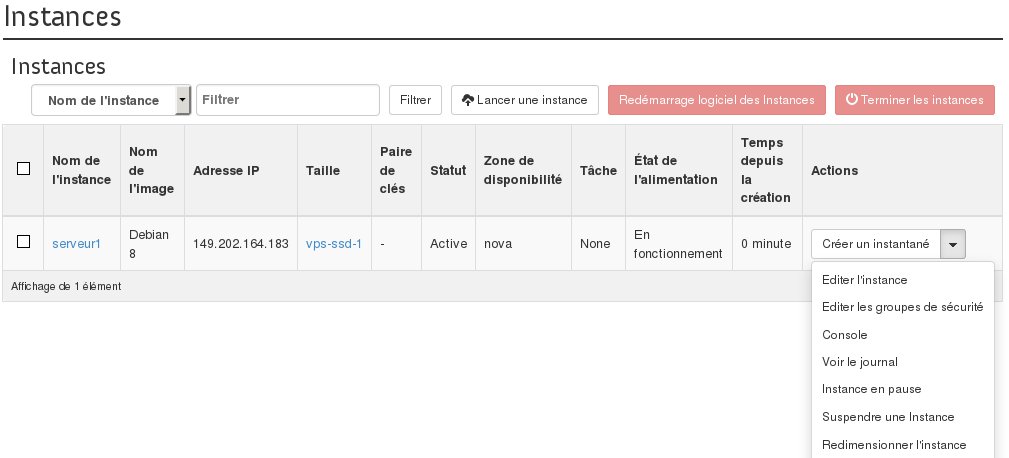 Instances
Instances
Nom de l'instance Filtrer Filtrer Lancer une instance Redémarrage logiciel des Instances Terminer les instances
Nom de l'instance Nom de l'image Adresse IP Taille Paire de clés Statut Zone de disponibilité Tâche État de l'alimentation Temps depuis la création Actions
serveur1 Debian 8 149.202.164.183 vps-ssd-1 - Active nova None En fonctionnement 0 minute Créer un instantané
Affichage de 1 élément
Editer l'instance
Editer les groupes de sécurité
Console
Voir le journal
Instance en pause
Suspendre une Instance
Redimensionner l'instance